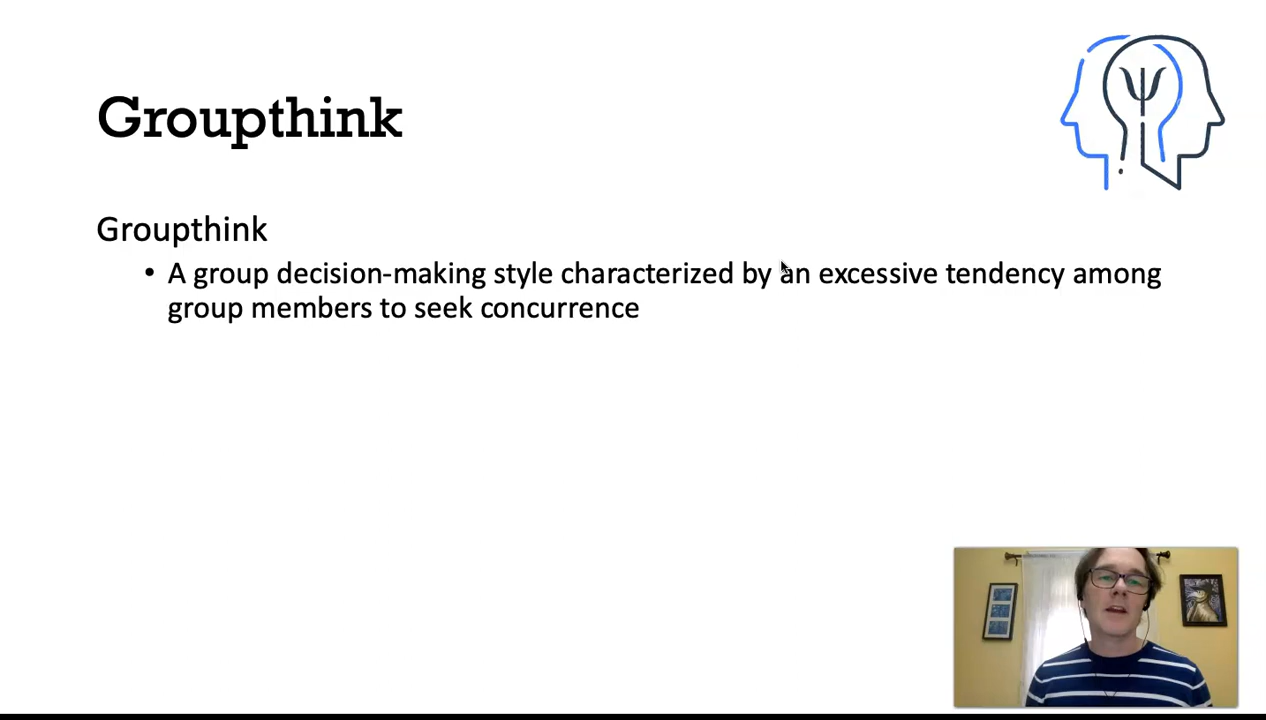 Groupthink
Groupthink
• A group decision-making style characterized by an excessive tendency among
group members to seek concurrence